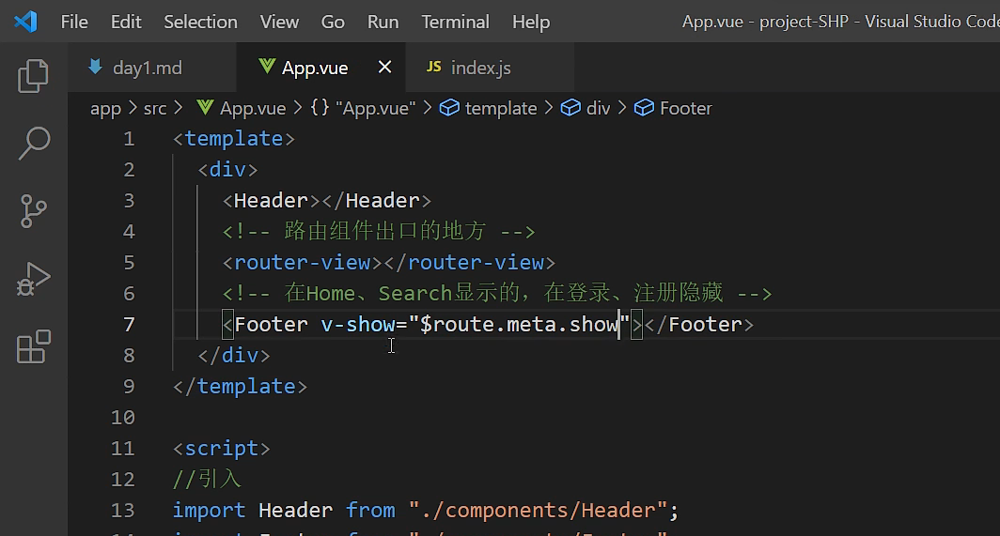 File Edit Selection View Go Run Terminal Help App.vue - project-SHP - Visual Studio Code
day1.md App.vue JS index.js
app > src > App.vue > {} "App.vue" > template > div > Footer
1 <template>
2 <div>
3 <Header></Header>
4 <!-- 路由组件出口的地方 -->
5 <router-view></router-view>
6 <!-- 在Home、Search显示的，在登录、注册隐藏 -->
7 <Footer v-show="$route.meta.show"></Footer>
8 </div>
9 </template>
10
11 <script>
12 //引入
13 import Header from "./components/Header";